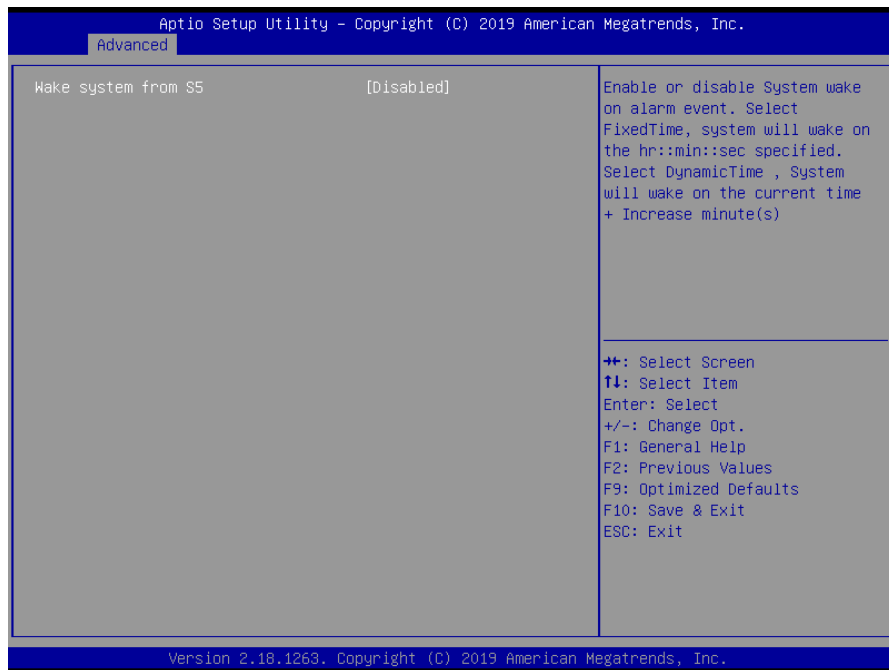 Aptio Setup Utility – Copyright (C) 2019 American Megatrends, Inc.
Advanced
Wake system from S5 [Disabled]
Enable or disable System wake
on alarm event. Select
FixedTime, system will wake on
the hr::min::sec specified.
Select DynamicTime , System
will wake on the current time
+ Increase minute(s)
→←: Select Screen
↑↓: Select Item
Enter: Select
+/-: Change Opt.
F1: General Help
F2: Previous Values
F9: Optimized Defaults
F10: Save & Exit
ESC: Exit
Version 2.18.1263. Copyright (C) 2019 American Megatrends, Inc.